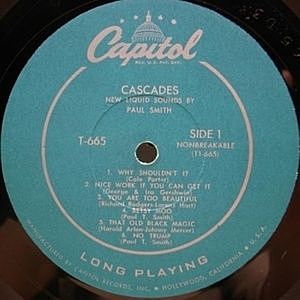 Capitol
REG. U.S. PAT. OFF.
CASCADES
NEW LIQUID SOUNDS BY
PAUL SMITH
T-665
SIDE 1
NONBREAKABLE
(T1-665)
1. WHY SHOULDN'T I?
(Cole Porter)
2. NICE WORK IF YOU CAN GET IT
(George & Ira Gershwin)
3. YOU ARE TOO BEAUTIFUL
(Richard Rodgers-Lorenz Hart)
4. BETSY MOO
(Paul T. Smith)
5. THAT OLD BLACK MAGIC
(Harold Arlen-Johnny Mercer)
6. NO TRUMP
(Paul T. Smith)
LONG PLAYING
MANUFACTURED BY CAPITOL RECORDS, INC. • HOLLYWOOD, CALIFORNIA • U.S.A.